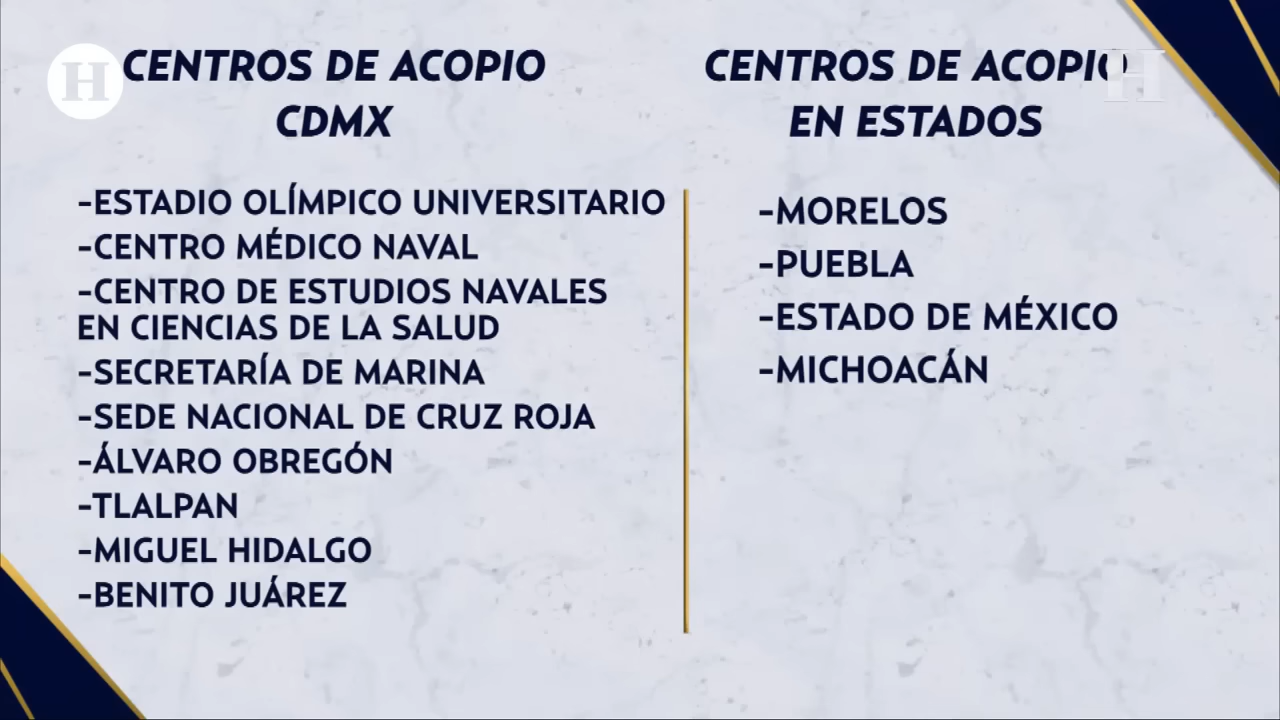 H
CENTROS DE ACOPIO
CDMX
-ESTADIO OLÍMPICO UNIVERSITARIO
-CENTRO MÉDICO NAVAL
-CENTRO DE ESTUDIOS NAVALES
EN CIENCIAS DE LA SALUD
-SECRETARÍA DE MARINA
-SEDE NACIONAL DE CRUZ ROJA
-ÁLVARO OBREGÓN
-TLALPAN
-MIGUEL HIDALGO
-BENITO JUÁREZ
CENTROS DE ACOPIO
EN ESTADOS
H
-MORELOS
-PUEBLA
-ESTADO DE MÉXICO
-MICHOACÁN